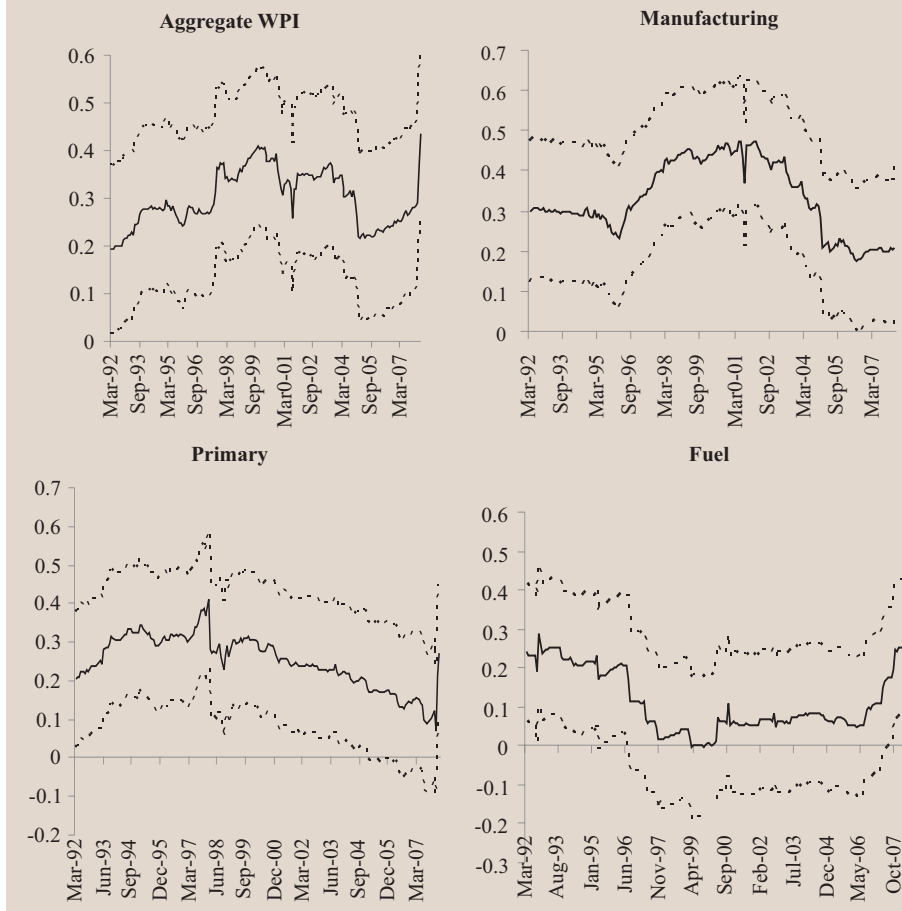 Aggregate WPI
0.6
0.5
0.4
0.3
0.2
0.1
0
Mar-92
Sep-93
Mar-95
Sep-96
Mar-98
Sep-99
Mar0-01
Sep-02
Mar-04
Sep-05
Mar-07
Manufacturing
0.7
0.6
0.5
0.4
0.3
0.2
0.1
0
Mar-92
Sep-93
Mar-95
Sep-96
Mar-98
Sep-99
Mar0-01
Sep-02
Mar-04
Sep-05
Mar-07
Primary
0.7
0.6
0.5
0.4
0.3
0.2
0.1
0
-0.1
-0.2
Mar-92
Jun-93
Sep-94
Dec-95
Mar-97
Jun-98
Sep-99
Dec-00
Mar-02
Jun-03
Sep-04
Dec-05
Mar-07
Fuel
0.6
0.5
0.4
0.3
0.2
0.1
0
-0.1
-0.2
-0.3
Mar-92
Aug-93
Jan-95
Jun-96
Nov-97
Apr-99
Sep-00
Feb-02
Jul-03
Dec-04
May-06
Oct-07